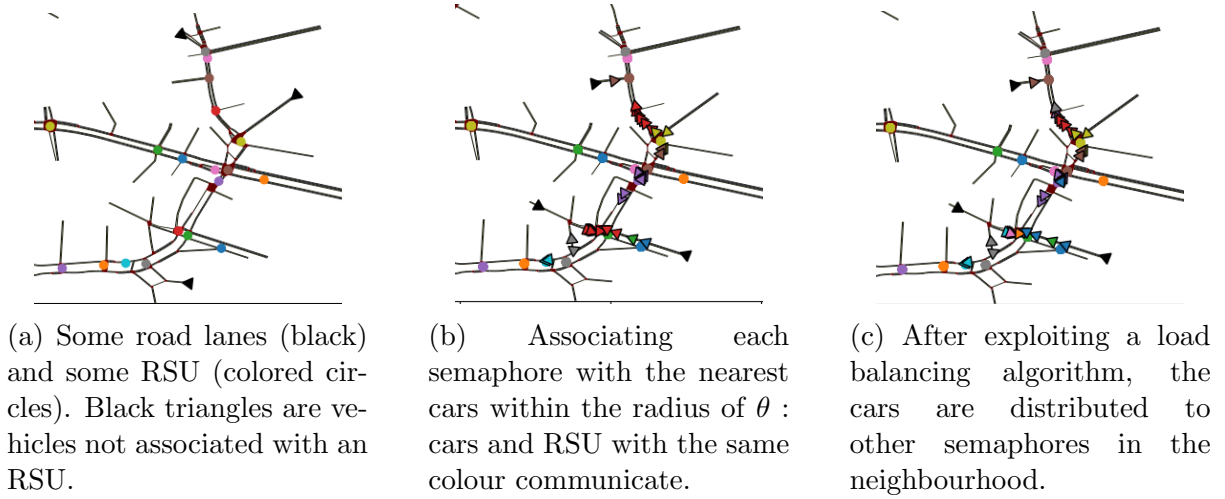 (a) Some road lanes (black)
and some RSU (colored cir-
cles). Black triangles are ve-
hicles not associated with an
RSU.
(b) Associating each
semaphore with the nearest
cars within the radius of θ :
cars and RSU with the same
colour communicate.
(c) After exploiting a load
balancing algorithm, the
cars are distributed to
other semaphores in the
neighbourhood.